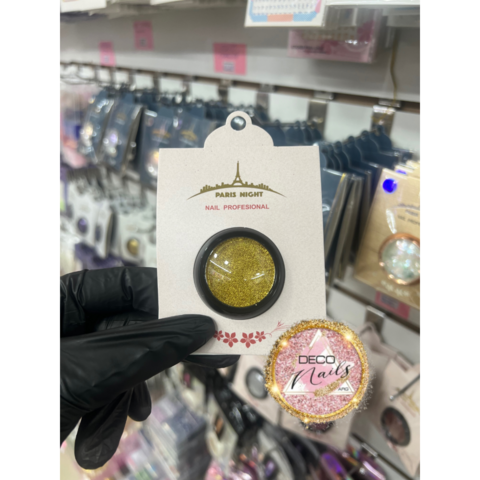 PARIS NIGHT
NAIL PROFESIONAL
DECO
Nails